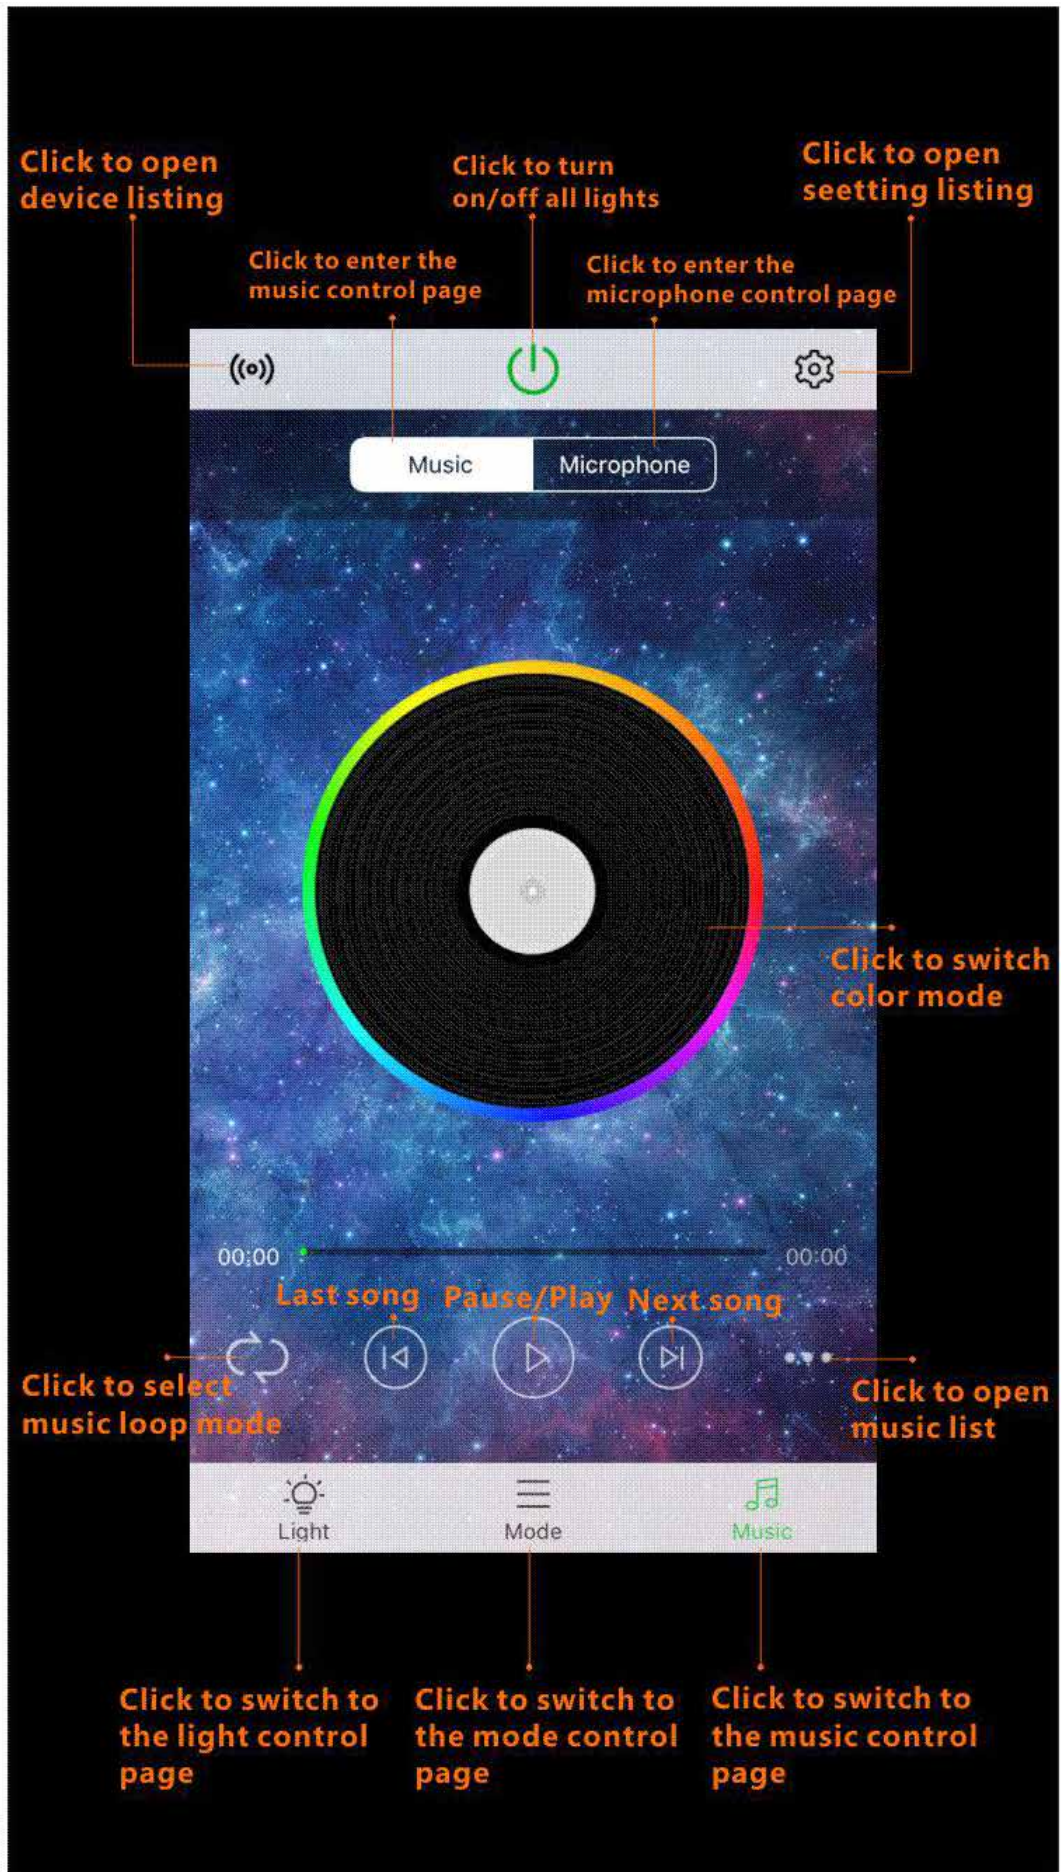 Click to open
device listing
Click to turn
on/off all lights
Click to open
seetting listing
Click to enter the
music control page
Click to enter the
microphone control page
Music
Microphone
Click to switch
color mode
00:00
00:00
Last song
Pause/Play
Next song
Click to select
music loop mode
Click to open
music list
Light
Mode
Music
Click to switch to
the light control
page
Click to switch to
the mode control
page
Click to switch to
the music control
page